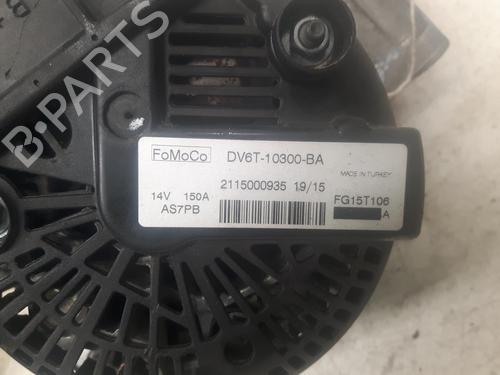 B-PARTS
FoMoCo DV6T-10300-BA
MADE IN TURKEY
2115000935 19/15
14V 150A
FG15T106
AS7PB
A